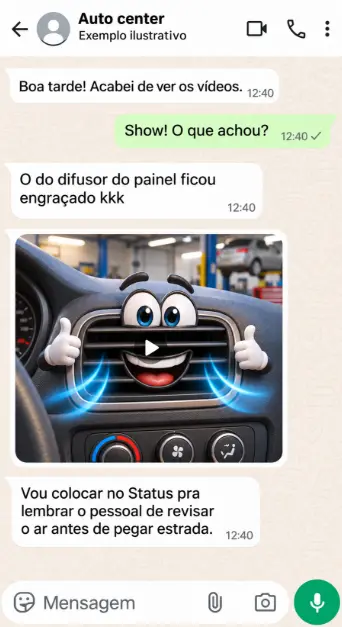 Auto center
Exemplo ilustrativo
Boa tarde! Acabei de ver os vídeos. 12:40
Show! O que achou? 12:40
O do difusor do painel ficou
engraçado kkk
12:40
Vou colocar no Status pra
lembrar o pessoal de revisar
o ar antes de pegar estrada. 12:40
Mensagem